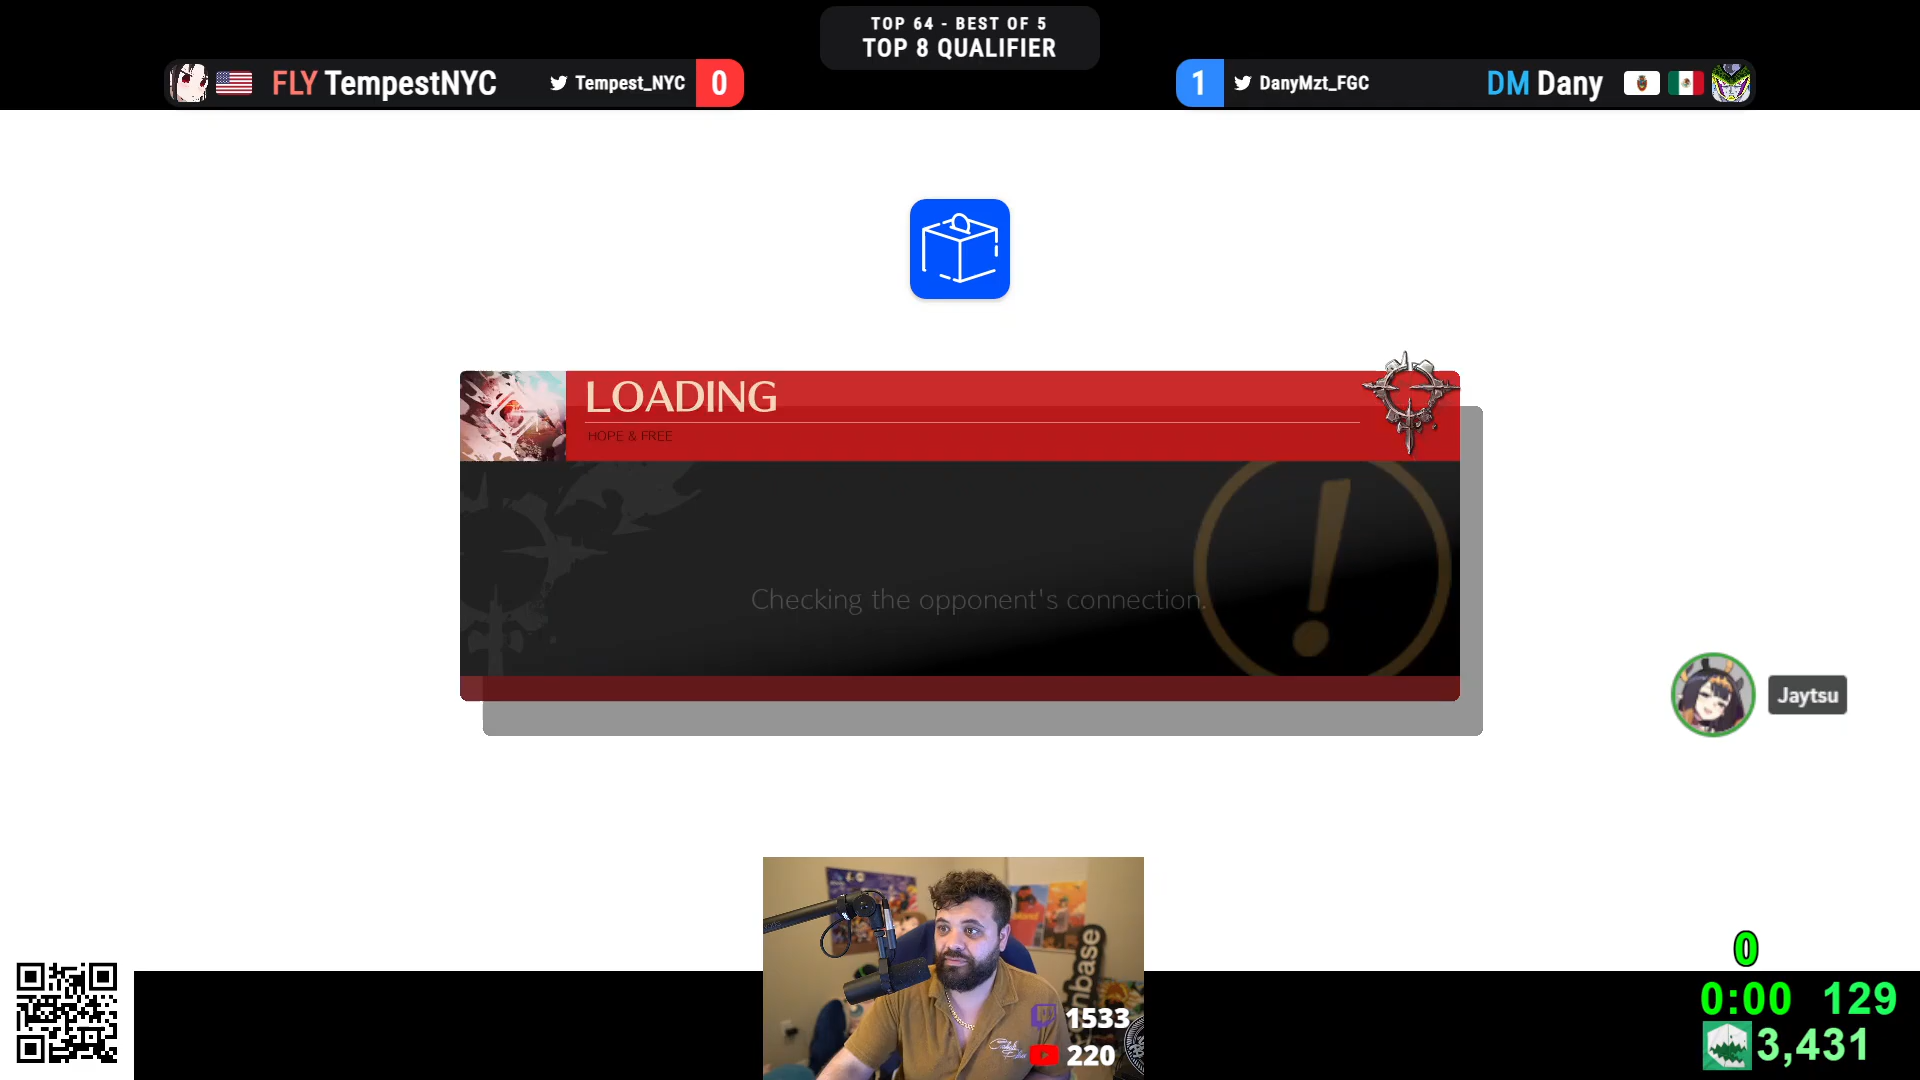 TOP 64 - BEST OF 5
TOP 8 QUALIFIER
FLY TempestNYC
Tempest_NYC
0
1
DanyMzt_FGC
DM Dany
LOADING
HOPE & FREE
Checking the opponent's connection.
Jaytsu
nbase
1533
220
0
0:00 129
3,431